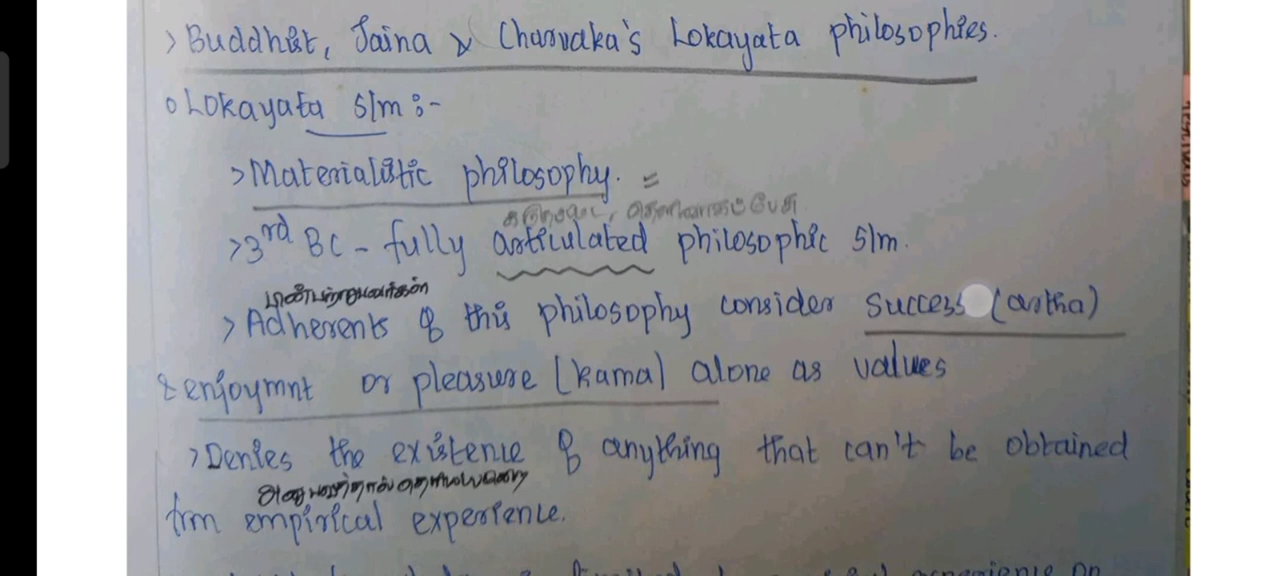 > Buddhist, Jaina & Charvaka's Lokayata philosophies.
o Lokayata s/m :-
> Materialistic philosophy. =
> 3rd BC - fully articulated philosophic s/m.
> Adherents of this philosophy consider success (artha)
& enjoymnt or pleasure (kama) alone as values
> Denies the existence of anything that can't be obtained
frm empirical experience.